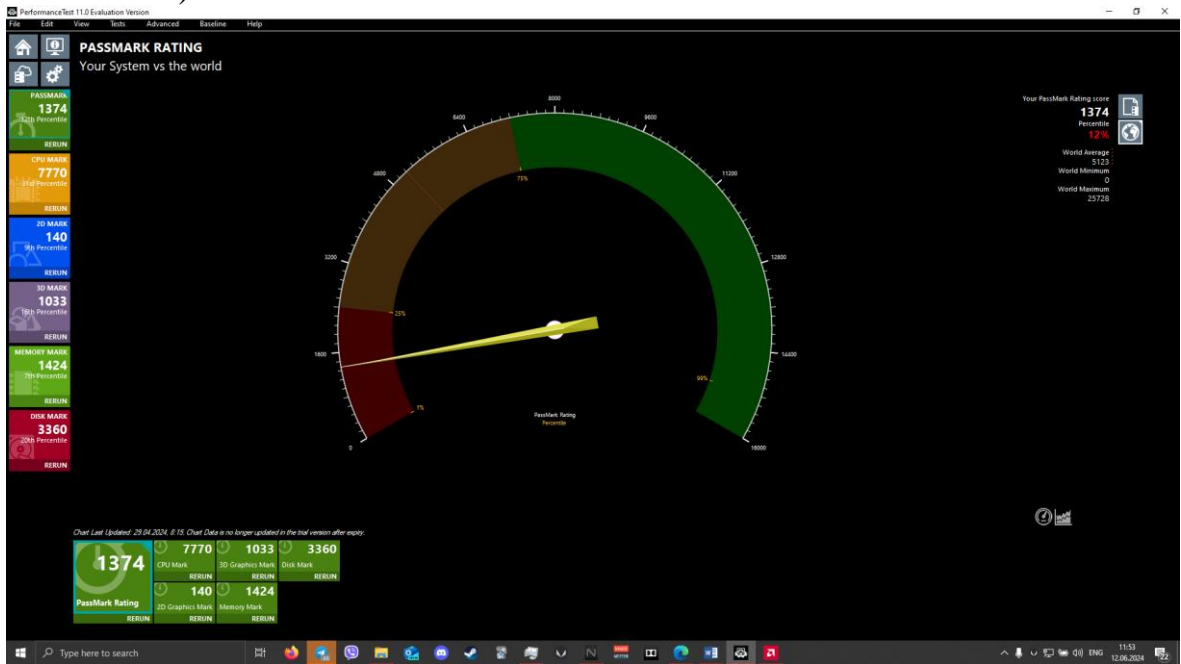 PerformanceTest 11.0 Evaluation Version
File Edit View Tests Advanced Baseline Help
PASSMARK RATING
Your System vs the world
PASSMARK
1374
12th Percentile
RERUN
CPU MARK
7770
31st Percentile
RERUN
2D MARK
140
9th Percentile
RERUN
3D MARK
1033
16th Percentile
RERUN
MEMORY MARK
1424
7th Percentile
RERUN
DISK MARK
3360
20th Percentile
RERUN
0
1600
3200
4800
6400
8000
9600
11200
12800
14400
16000
1%
25%
75%
99%
PassMark Rating
Percentile
Your PassMark Rating score
1374
Percentile
12%
World Average
5123
World Minimum
0
World Maximum
25728
Chart Last Updated: 29.04.2024, 8:15. Chart Data is no longer updated in the trial version after expiry.
1374
PassMark Rating
RERUN
7770
CPU Mark
RERUN
1033
3D Graphics Mark
RERUN
3360
Disk Mark
RERUN
140
2D Graphics Mark
RERUN
1424
Memory Mark
RERUN
Type here to search
ENG
11:53
12.06.2024
22